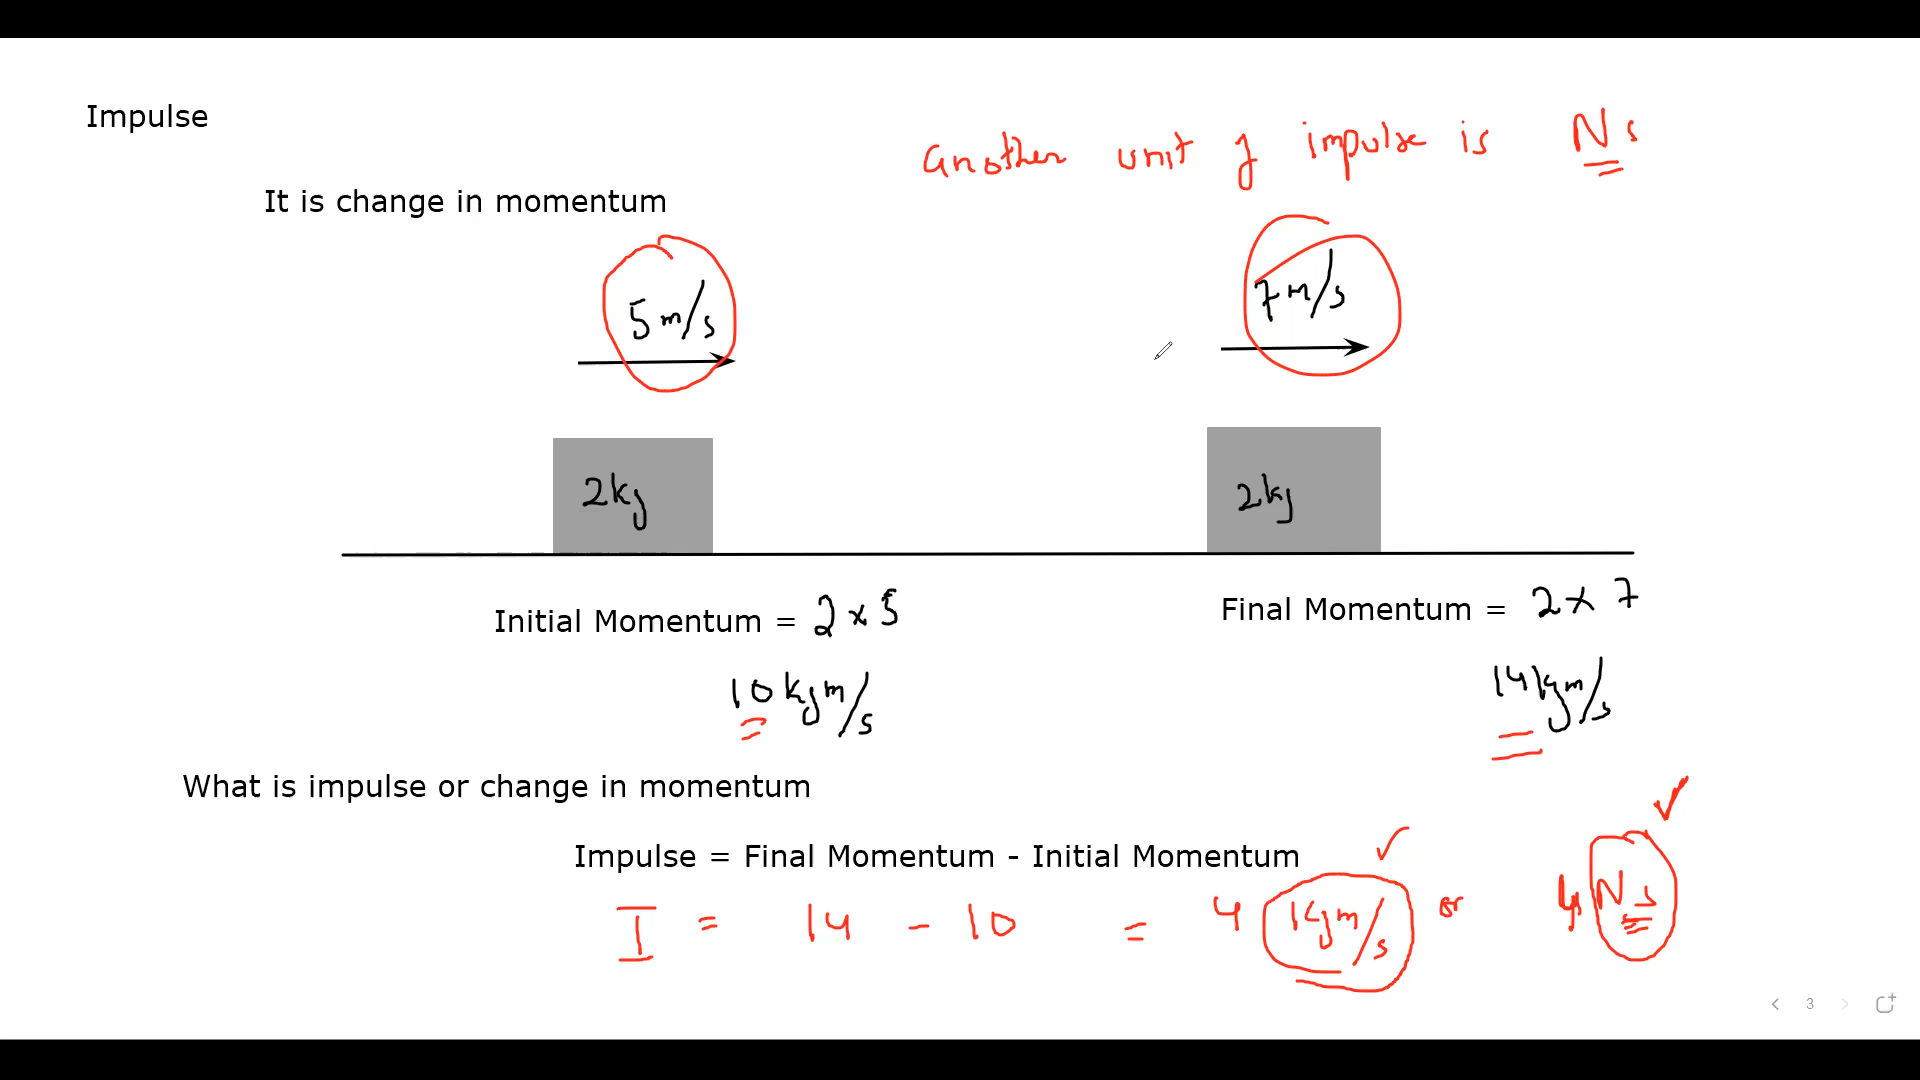 Impulse
another unit of impulse is Ns
It is change in momentum
5 m/s
7 m/s
2kg
2kg
Initial Momentum = 2 x 5
Final Momentum = 2 x 7
10 kgm/s
14 kgm/s
What is impulse or change in momentum
Impulse = Final Momentum - Initial Momentum
I = 14 - 10 = 4 kgm/s or 4 Ns
3